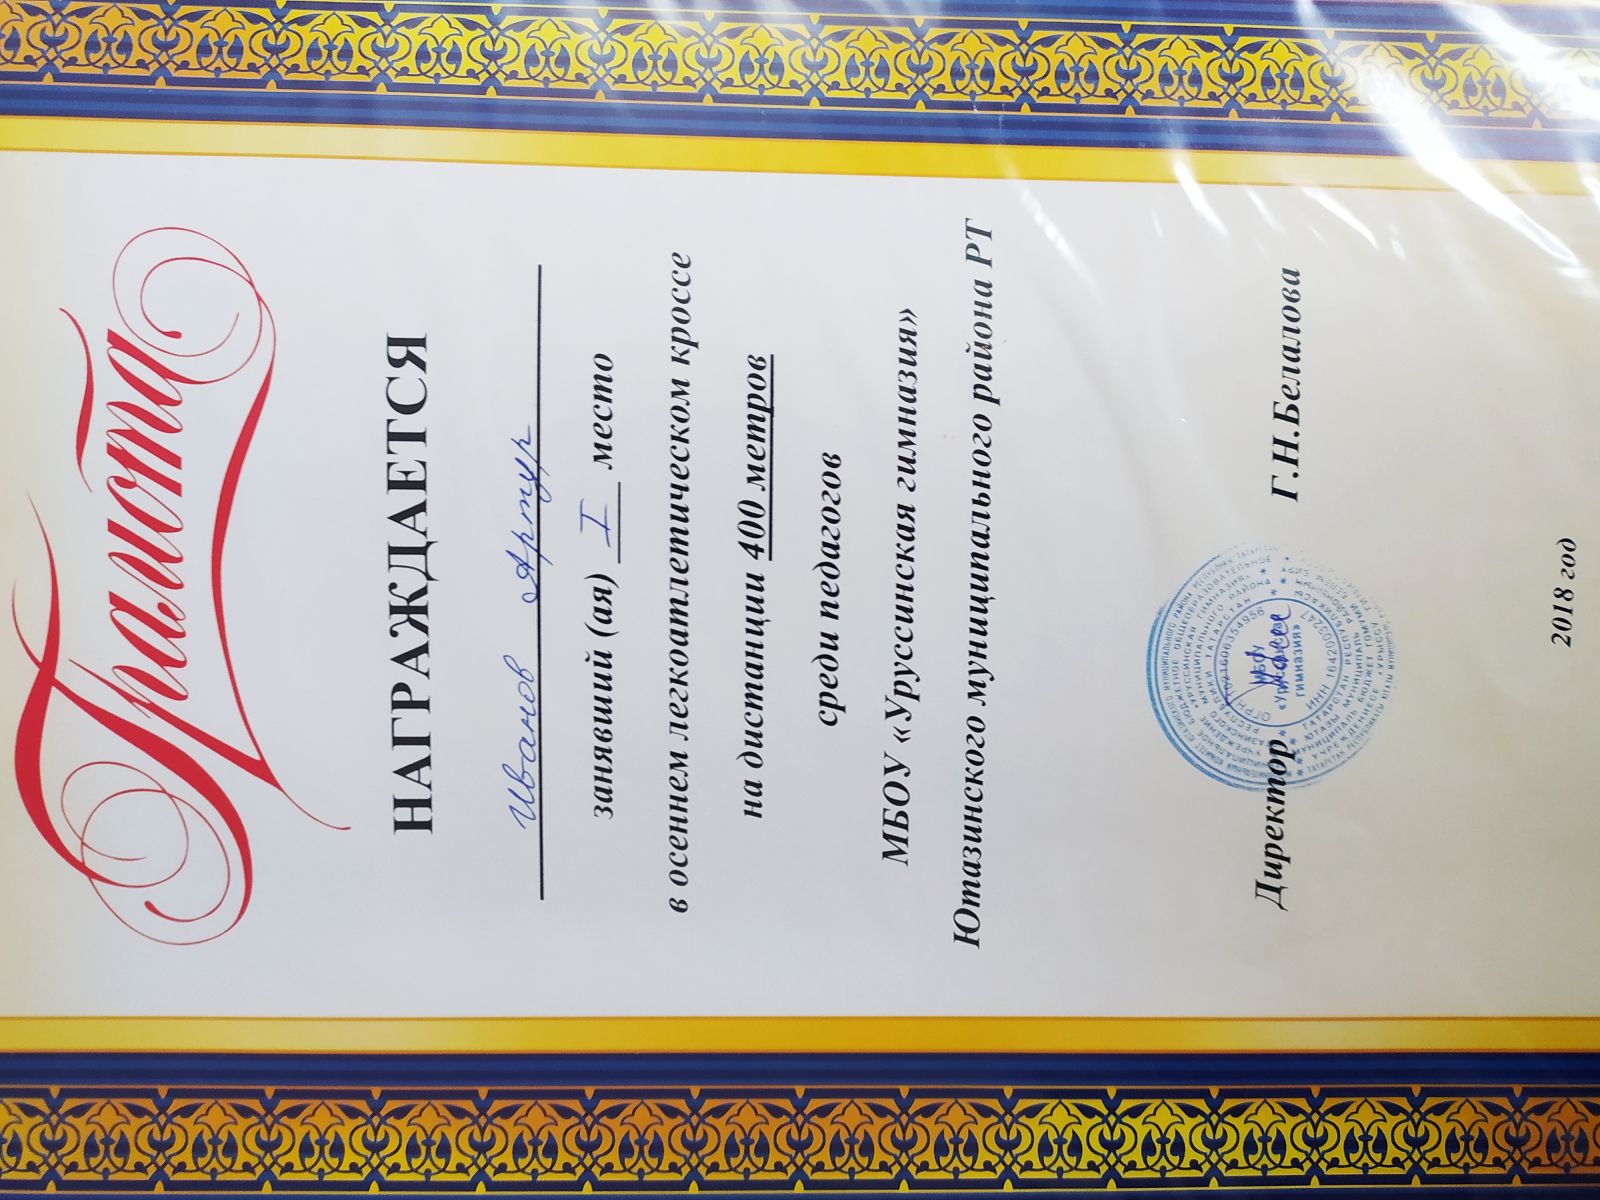 Грамота
НАГРАЖДАЕТСЯ
Иванов Артур
занявший (ая) I место
в осеннем легкоатлетическом кроссе
на дистанции 400 метров
среди педагогов
МБОУ «Уруссинская гимназия»
Ютазинского муниципального района РТ
Директор Г.Н.Белалова
2018 год